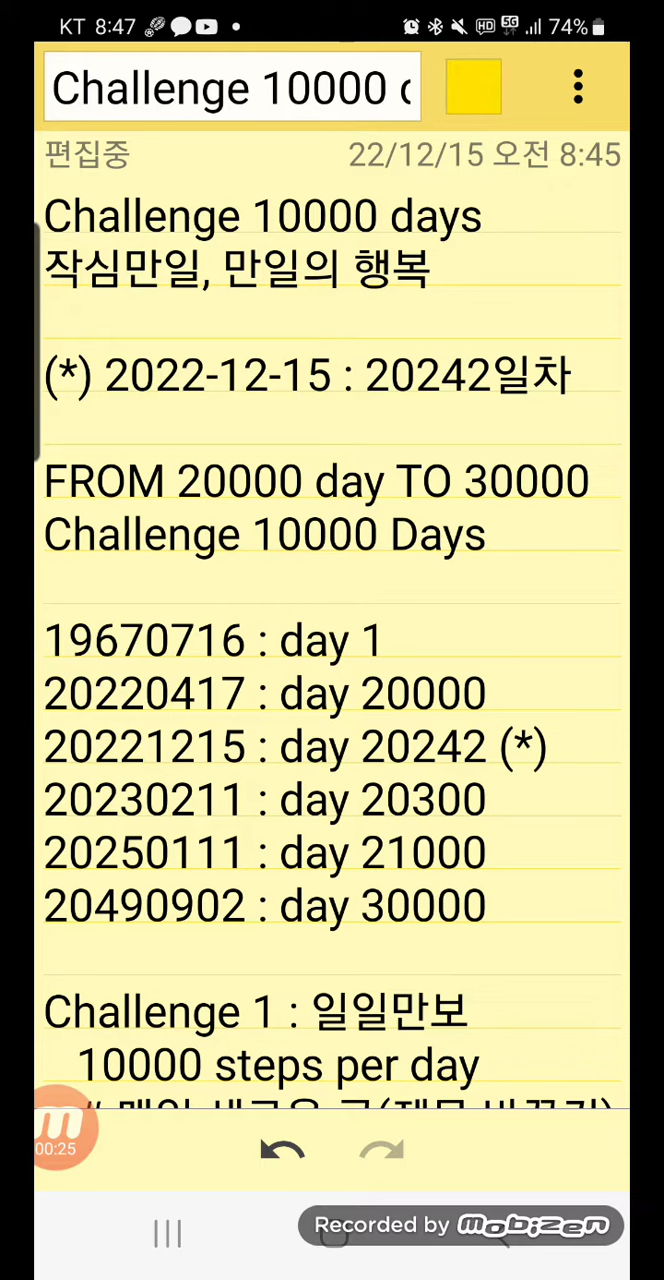 KT 8:47
HD 5G 74%
Challenge 10000
편집중 22/12/15 오전 8:45
Challenge 10000 days
작심만일, 만일의 행복
(*) 2022-12-15 : 20242일차
FROM 20000 day TO 30000
Challenge 10000 Days
19670716 : day 1
20220417 : day 20000
20221215 : day 20242 (*)
20230211 : day 20300
20250111 : day 21000
20490902 : day 30000
Challenge 1 : 일일만보
10000 steps per day
00:25
Recorded by mobizen